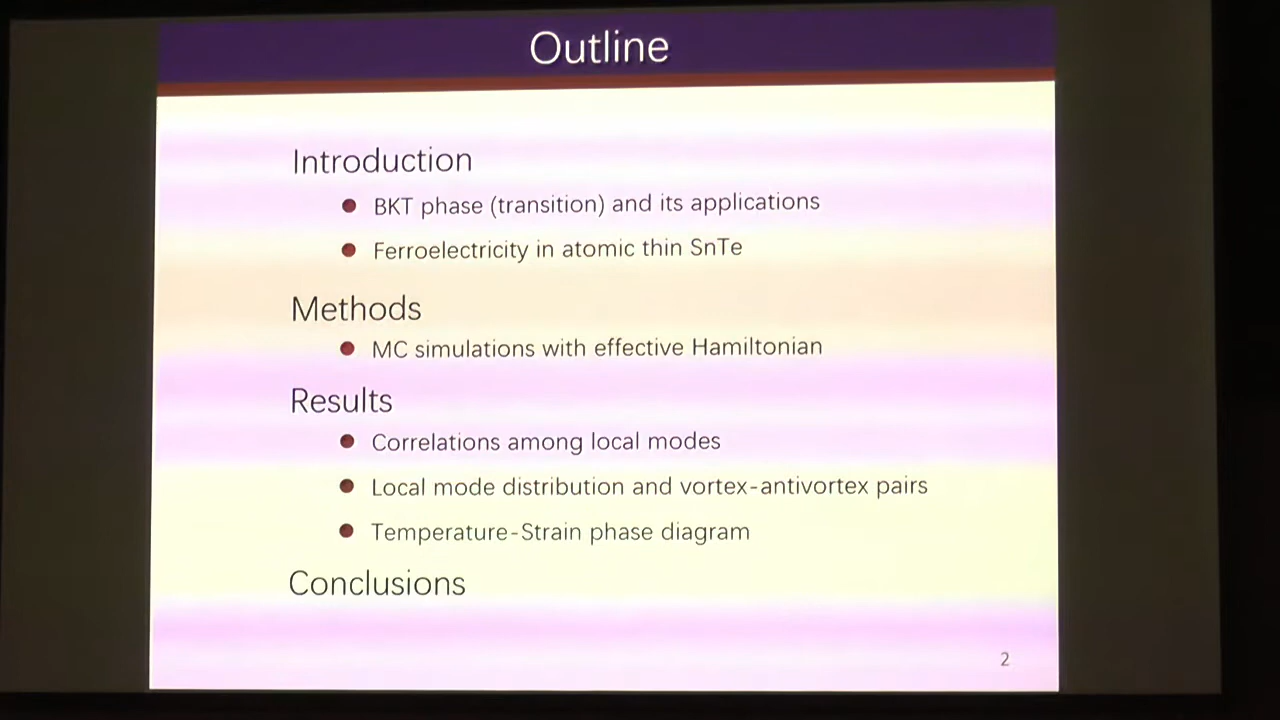 Outline
Introduction
BKT phase (transition) and its applications
Ferroelectricity in atomic thin SnTe
Methods
MC simulations with effective Hamiltonian
Results
Correlations among local modes
Local mode distribution and vortex-antivortex pairs
Temperature-Strain phase diagram
Conclusions
2